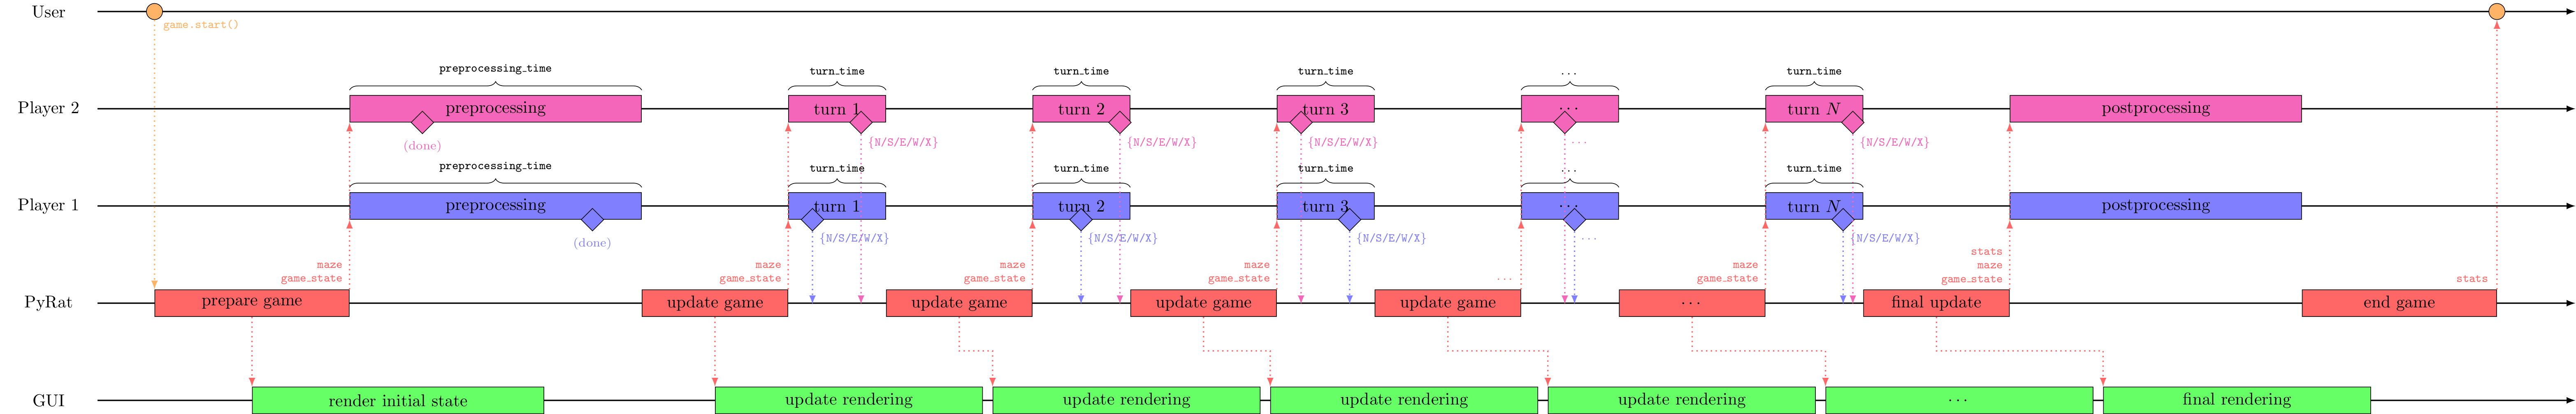 User
game.start()
preprocessing_time
turn_time
turn_time
turn_time
...
turn_time
Player 2
preprocessing
turn 1
turn 2
turn 3
...
turn N
postprocessing
(done)
{N/S/E/W/X}
{N/S/E/W/X}
{N/S/E/W/X}
...
{N/S/E/W/X}
preprocessing_time
turn_time
turn_time
turn_time
...
turn_time
Player 1
preprocessing
turn 1
turn 2
turn 3
...
turn N
postprocessing
(done)
{N/S/E/W/X}
{N/S/E/W/X}
{N/S/E/W/X}
...
{N/S/E/W/X}
maze
game_state
maze
game_state
maze
game_state
maze
game_state
...
maze
game_state
stats
maze
game_state
stats
PyRat
prepare game
update game
update game
update game
update game
...
final update
end game
GUI
render initial state
update rendering
update rendering
update rendering
update rendering
...
final rendering